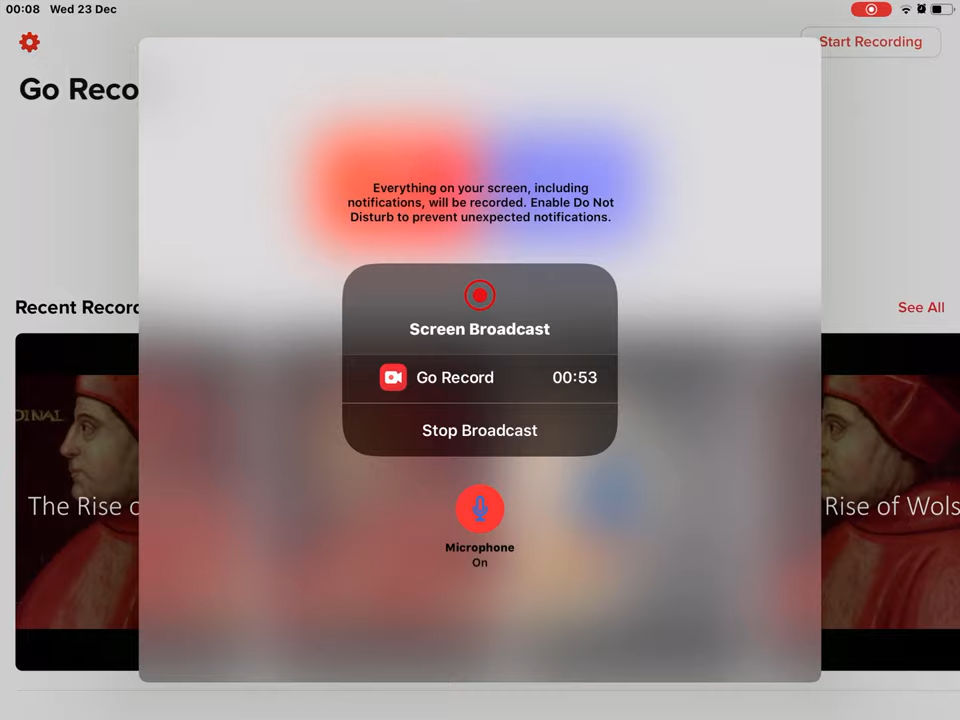 00:08 Wed 23 Dec
Start Recording
Go Reco
Everything on your screen, including
notifications, will be recorded. Enable Do Not
Disturb to prevent unexpected notifications.
Screen Broadcast
Recent Record
See All
Go Record 00:53
DINAL
Stop Broadcast
The Rise o
Rise of Wols
Microphone
On